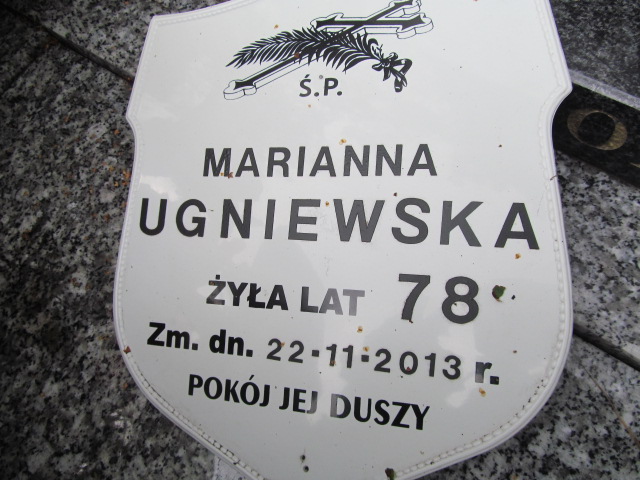 Ś.P.
MARIANNA
UGNIEWSKA
ŻYŁA LAT 78
Zm. dn. 22-11-2013 r.
POKÓJ JEJ DUSZY